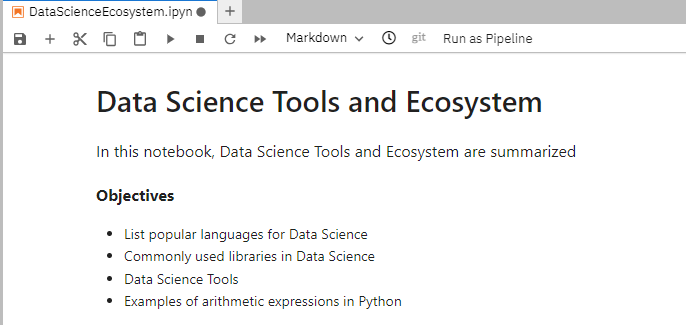 DataScienceEcosystem.ipyn
Markdown git Run as Pipeline
Data Science Tools and Ecosystem
In this notebook, Data Science Tools and Ecosystem are summarized
Objectives
List popular languages for Data Science
Commonly used libraries in Data Science
Data Science Tools
Examples of arithmetic expressions in Python